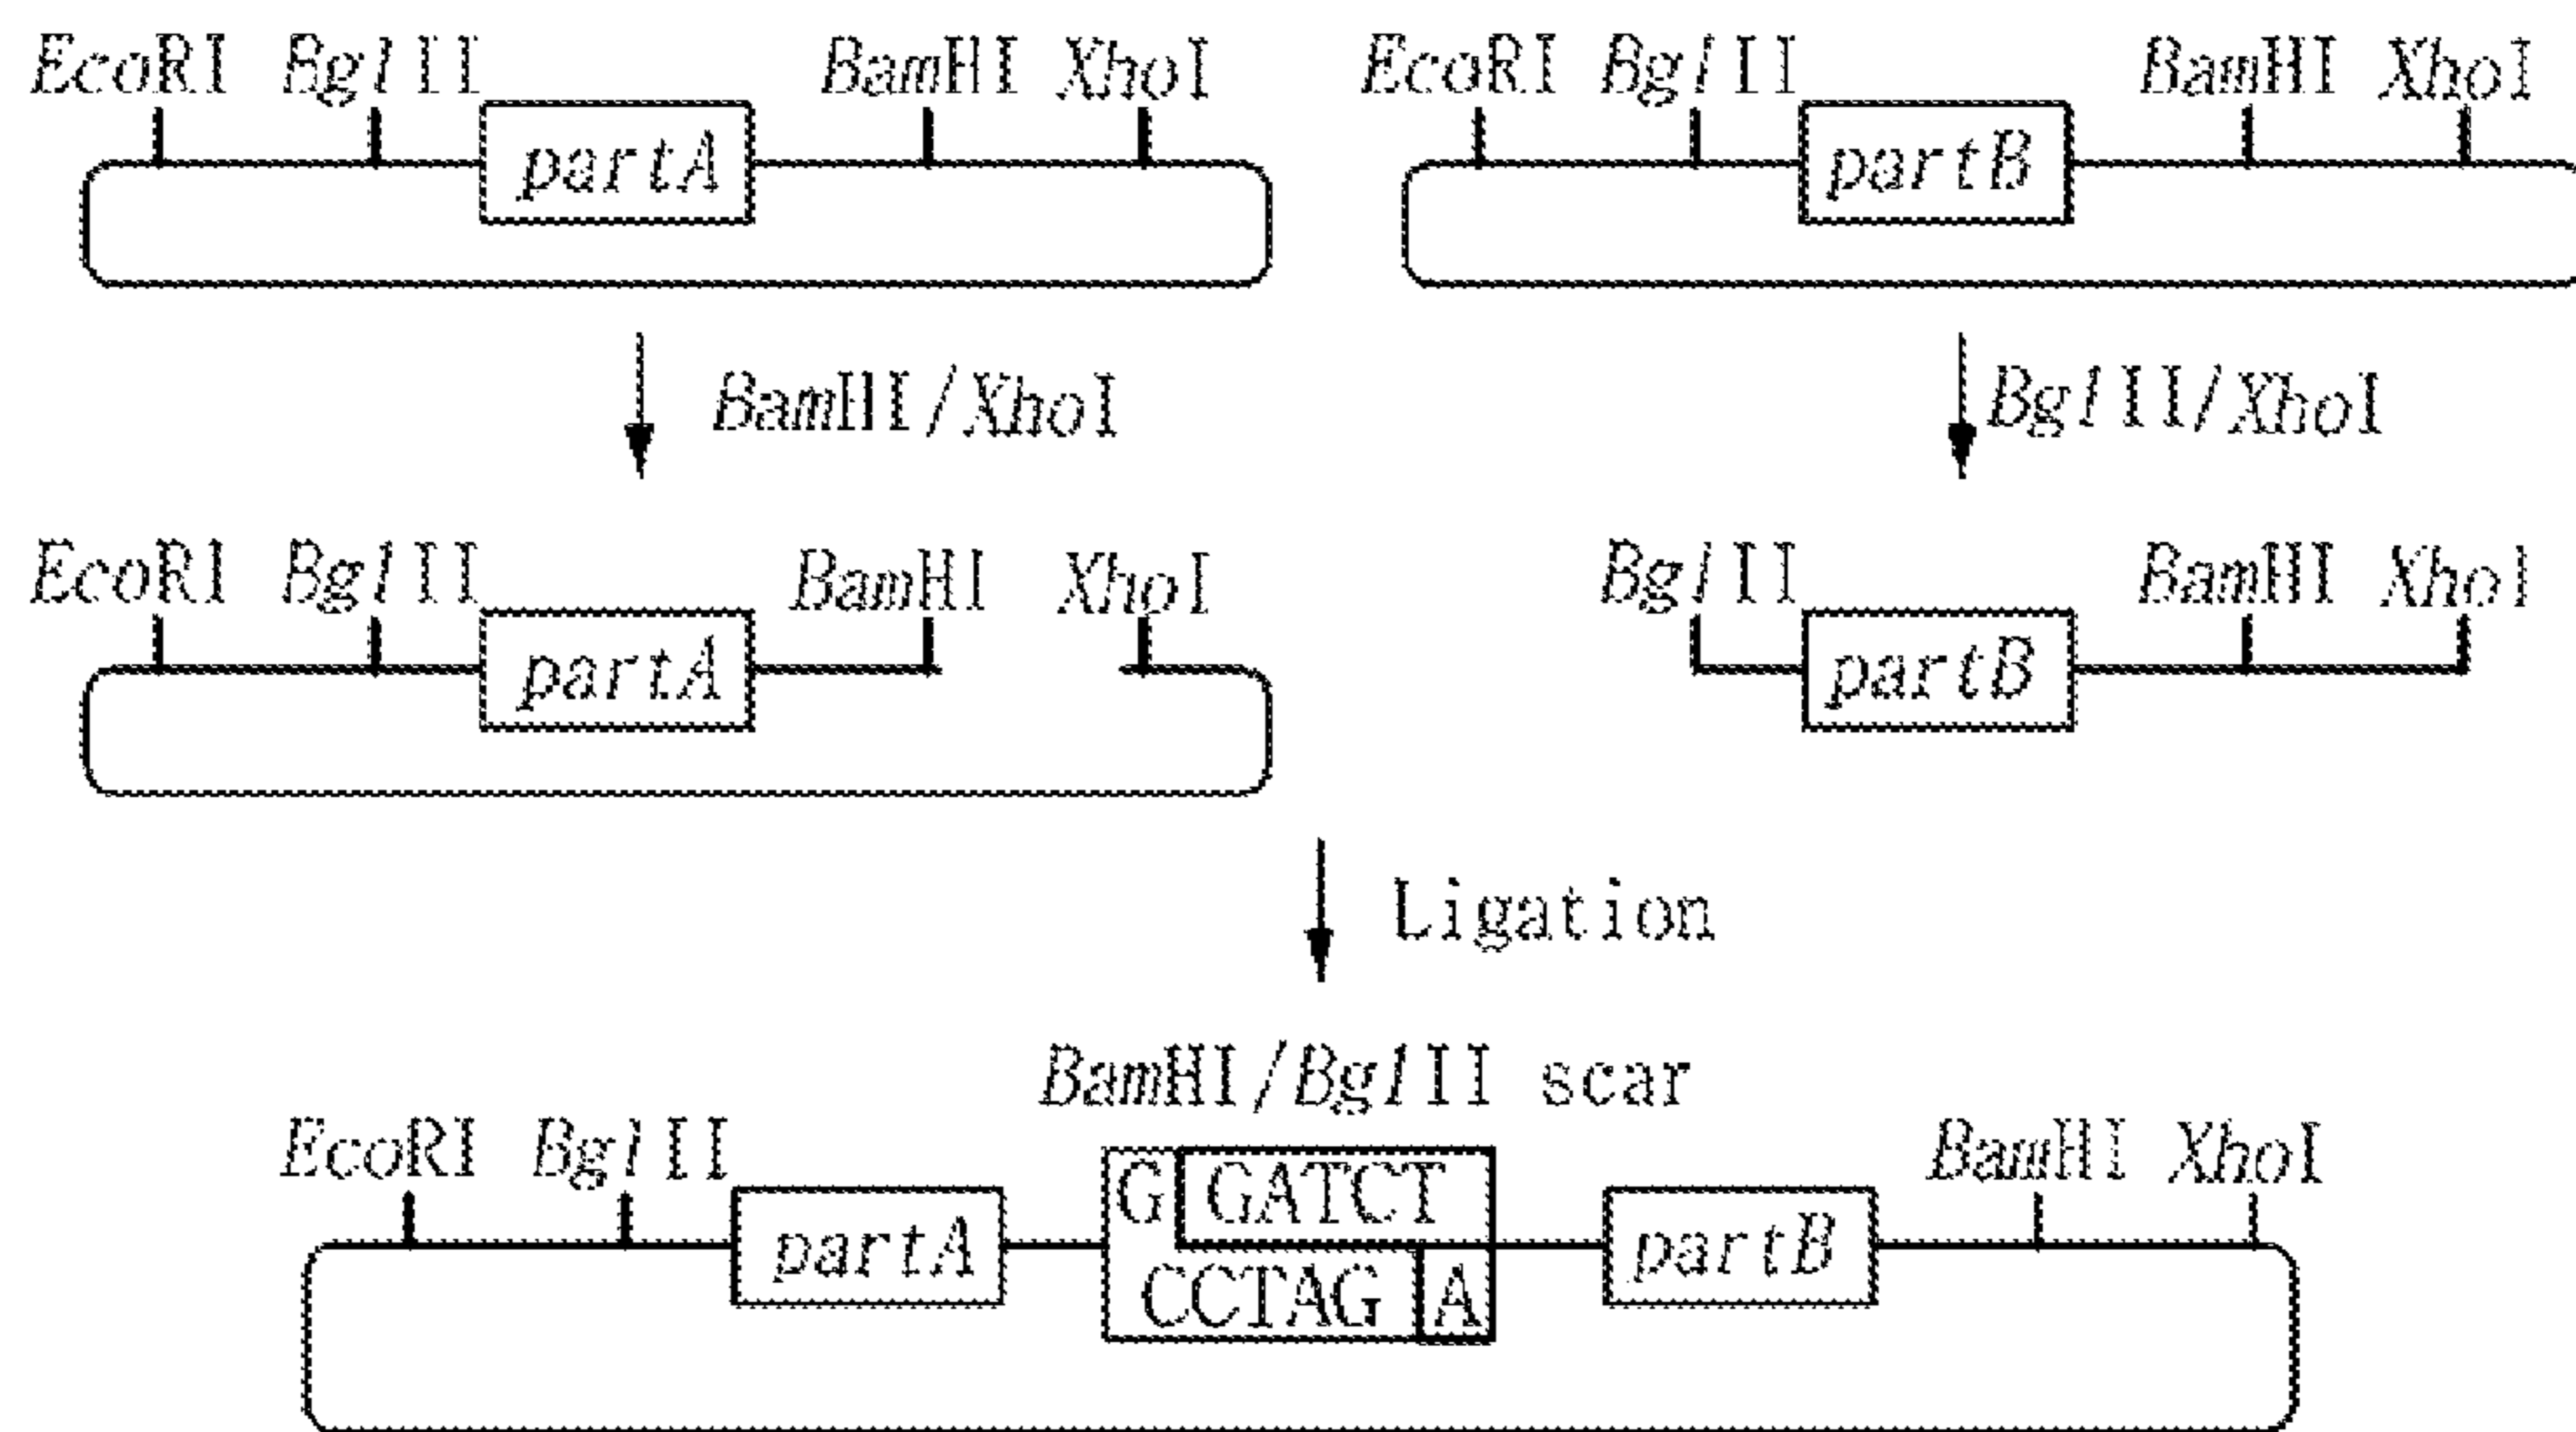 EcoRI BglII BamHI XhoI EcoRI BglII BamHI XhoI
partA partB
BamHI/XhoI BglII/XhoI
EcoRI BglII BamHI XhoI BglII BamHI XhoI
partA partB
Ligation
BamHI/BglII scar
EcoRI BglII BamHI XhoI
G GATCT
partA partB
CCTAG A